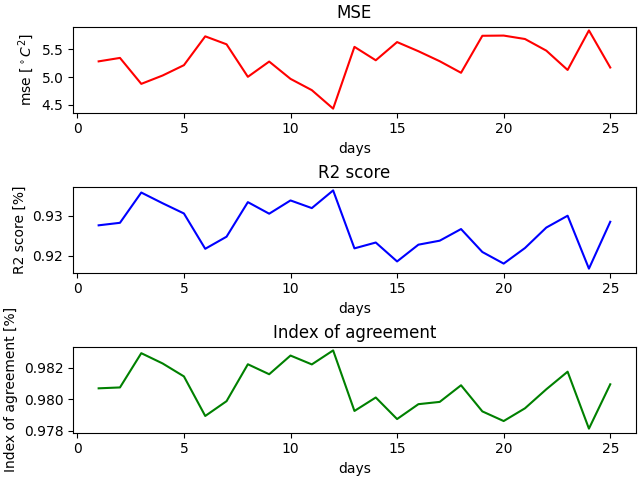 MSE
mse [$^\circ C^2$]
5.5
5.0
4.5
0 5 10 15 20 25
days
R2 score
R2 score [%]
0.93
0.92
0 5 10 15 20 25
days
Index of agreement
Index of agreement [%]
0.982
0.980
0.978
0 5 10 15 20 25
days